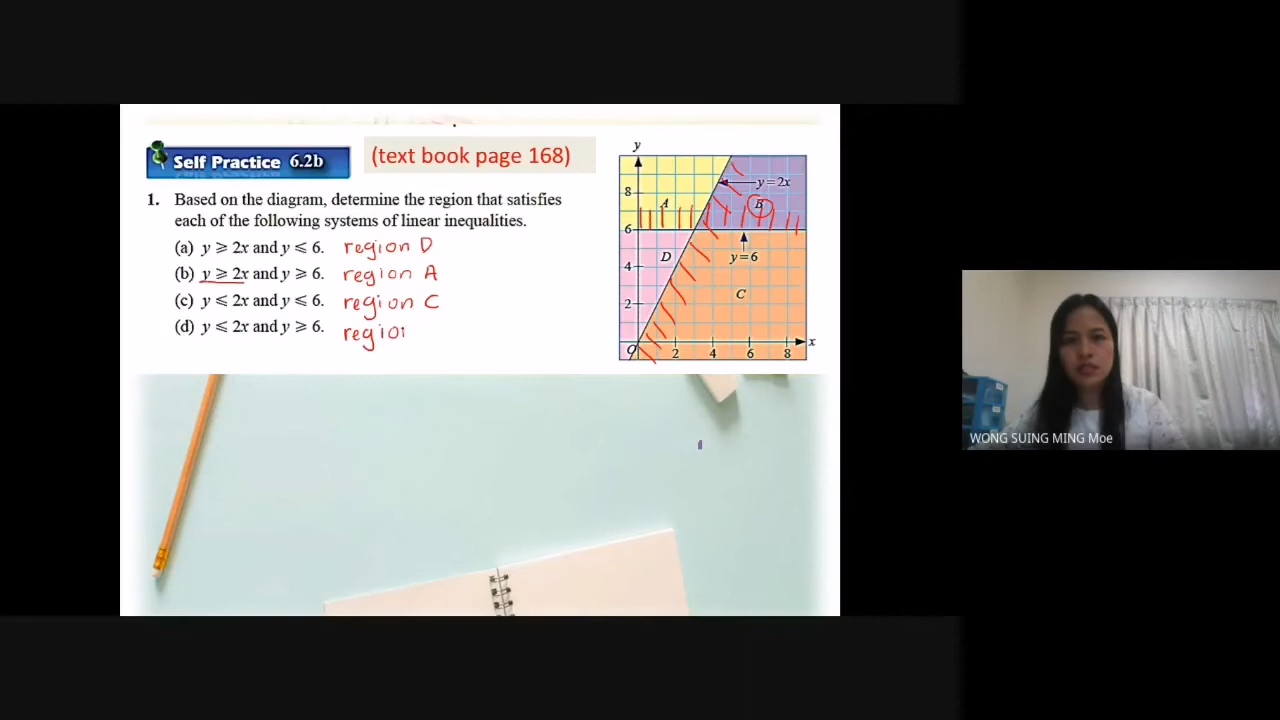 Self Practice 6.2b
(text book page 168)
1. Based on the diagram, determine the region that satisfies
each of the following systems of linear inequalities.
(a) y ⩾ 2x and y ⩽ 6. region D
(b) y ⩾ 2x and y ⩾ 6. region A
(c) y ⩽ 2x and y ⩽ 6. region C
(d) y ⩽ 2x and y ⩾ 6. regior
y
8
y=2x
A
B
6
D
y=6
4
C
2
O
2 4 6 8 x
WONG SUING MING Moe